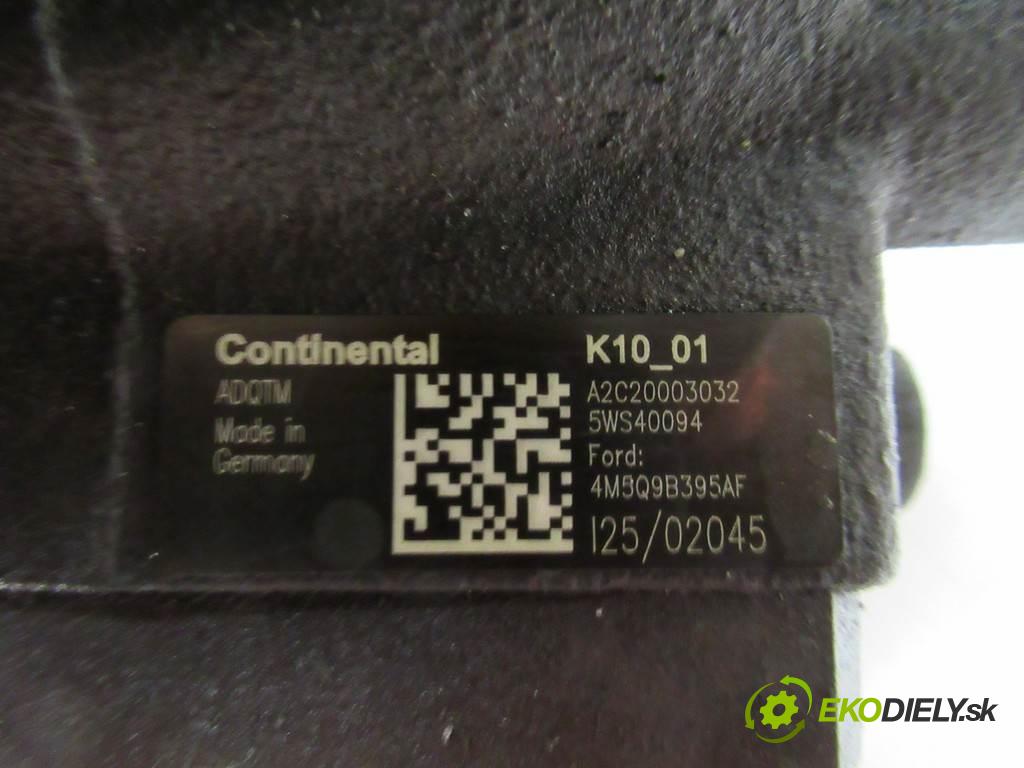 Continental
ADQTM
Made in
Germany
K10_01
A2C20003032
5WS40094
Ford:
4M5Q9B395AF
I25/02045
EKODIELY.sk